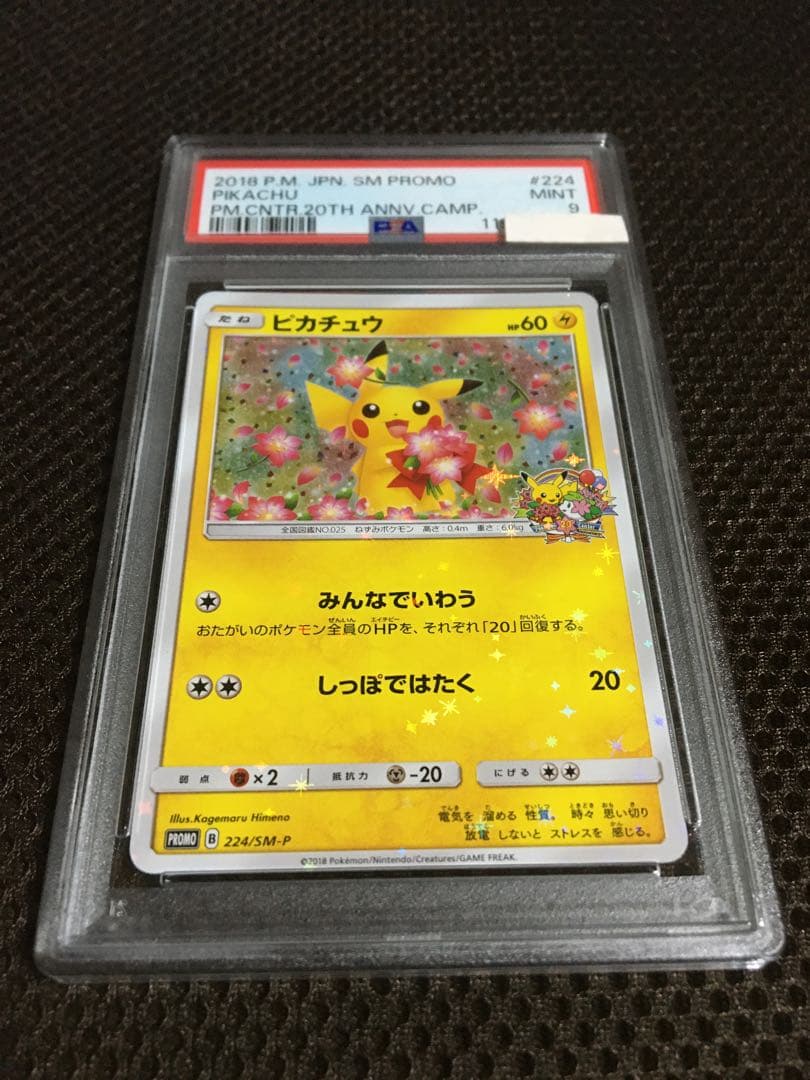 2018 P.M. JPN. SM PROMO #224
PIKACHU MINT
PM.CNTR.20TH ANNV.CAMP. 9
PSA
11
たね ピカチュウ HP60
全国図鑑NO.025 ねずみポケモン 高さ:0.4m 重さ:6.0kg
20
みんなでいわう
おたがいのポケモン全員のHPを、それぞれ「20」回復する。
しっぽではたく 20
弱点 ×2 抵抗力 -20 にげる
Illus.Kagemaru Himeno
電気を 溜める 性質。 時々 思い切り
放電 しないと ストレスを 感じる。
PROMO B 224/SM-P
©2018 Pokémon/Nintendo/Creatures/GAME FREAK.